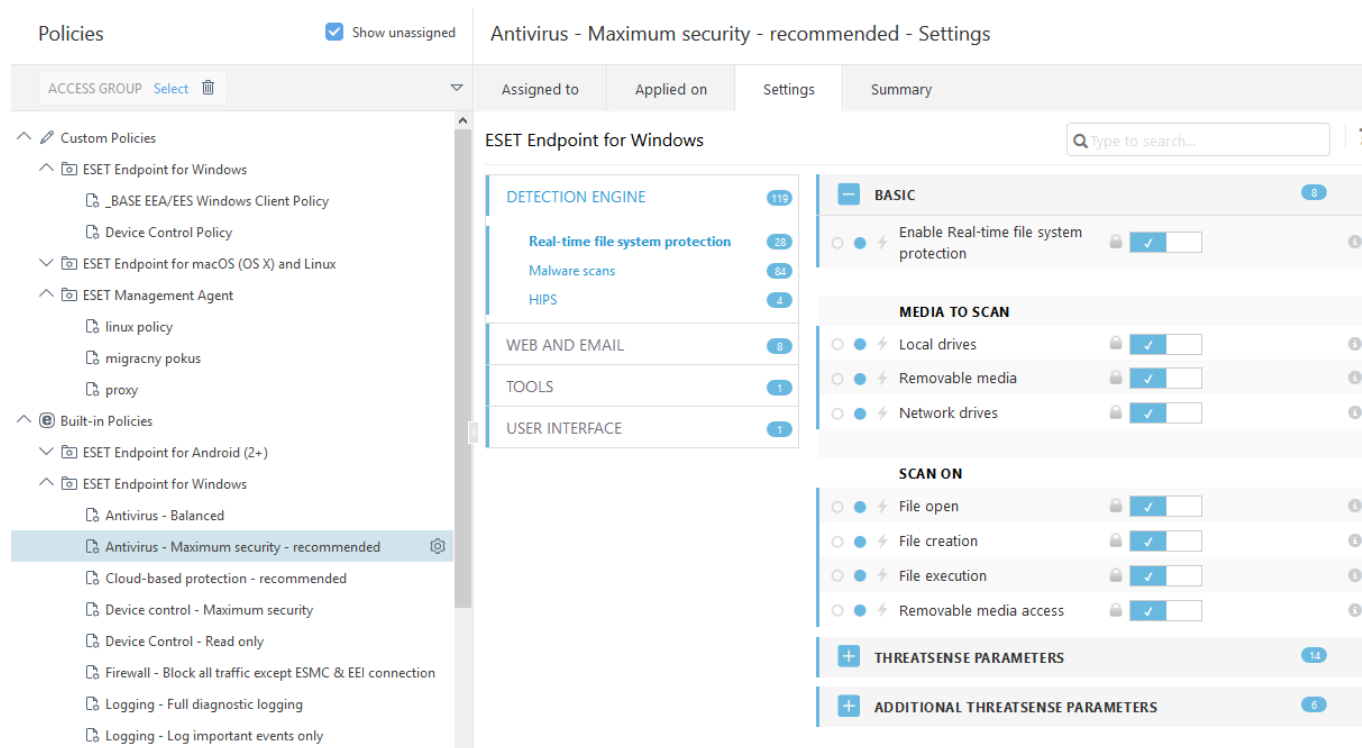 Policies
Show unassigned
ACCESS GROUP Select
Custom Policies
ESET Endpoint for Windows
_BASE EEA/EES Windows Client Policy
Device Control Policy
ESET Endpoint for macOS (OS X) and Linux
ESET Management Agent
linux policy
migracny pokus
proxy
Built-in Policies
ESET Endpoint for Android (2+)
ESET Endpoint for Windows
Antivirus - Balanced
Antivirus - Maximum security - recommended
Cloud-based protection - recommended
Device control - Maximum security
Device Control - Read only
Firewall - Block all traffic except ESMC & EEI connection
Logging - Full diagnostic logging
Logging - Log important events only
Antivirus - Maximum security - recommended - Settings
Assigned to Applied on Settings Summary
ESET Endpoint for Windows
Type to search...
DETECTION ENGINE 119
Real-time file system protection 28
Malware scans 84
HIPS 4
WEB AND EMAIL 8
TOOLS 1
USER INTERFACE 1
BASIC 8
Enable Real-time file system
protection
MEDIA TO SCAN
Local drives
Removable media
Network drives
SCAN ON
File open
File creation
File execution
Removable media access
THREATSENSE PARAMETERS 14
ADDITIONAL THREATSENSE PARAMETERS 6